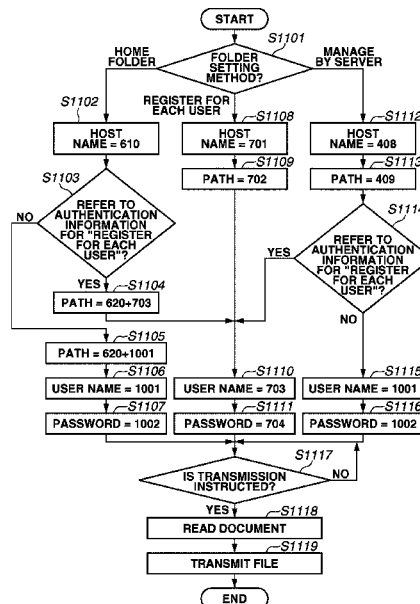 START
S1101
HOME
FOLDER
FOLDER
SETTING
METHOD?
MANAGE
BY SERVER
REGISTER FOR
EACH USER
S1102
HOST
NAME = 610
S1108
HOST
NAME = 701
S1112
HOST
NAME = 408
S1109
PATH = 702
S1113
PATH = 409
S1103
NO
REFER TO
AUTHENTICATION
INFORMATION
FOR "REGISTER
FOR EACH
USER"?
YES
S1114
YES
REFER TO
AUTHENTICATION
INFORMATION
FOR "REGISTER
FOR EACH
USER"?
NO
S1104
PATH = 620+703
S1105
PATH = 620+1001
S1106
USER NAME = 1001
S1110
USER NAME = 703
S1115
USER NAME = 1001
S1107
PASSWORD = 1002
S1111
PASSWORD = 704
S1116
PASSWORD = 1002
S1117
IS TRANSMISSION
INSTRUCTED?
NO
YES
S1118
READ DOCUMENT
S1119
TRANSMIT FILE
END